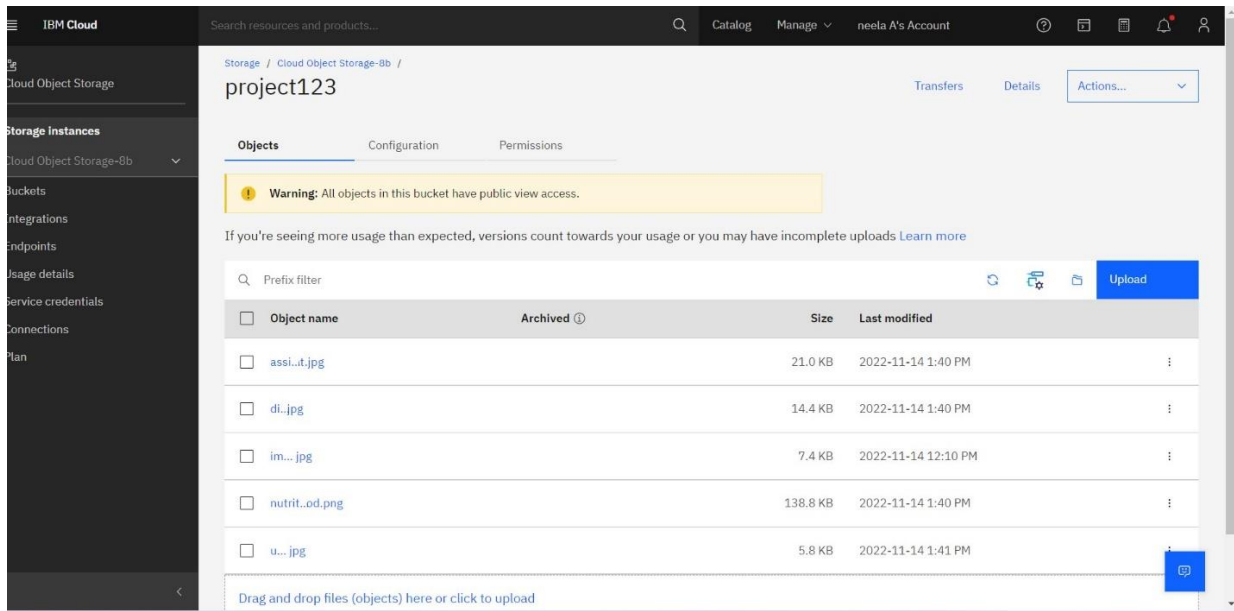 IBM Cloud
Search resources and products...
Catalog
Manage
neela A's Account
Cloud Object Storage
Storage instances
Cloud Object Storage-8b
Buckets
Integrations
Endpoints
Usage details
Service credentials
Connections
Plan
Storage / Cloud Object Storage-8b /
project123
Transfers
Details
Actions...
Objects
Configuration
Permissions
Warning: All objects in this bucket have public view access.
If you're seeing more usage than expected, versions count towards your usage or you may have incomplete uploads Learn more
Prefix filter
Upload
Object name Archived Size Last modified
assi...t.jpg 21.0 KB 2022-11-14 1:40 PM
di..jpg 14.4 KB 2022-11-14 1:40 PM
im... jpg 7.4 KB 2022-11-14 12:10 PM
nutrit..od.png 138.8 KB 2022-11-14 1:40 PM
u... jpg 5.8 KB 2022-11-14 1:41 PM
Drag and drop files (objects) here or click to upload